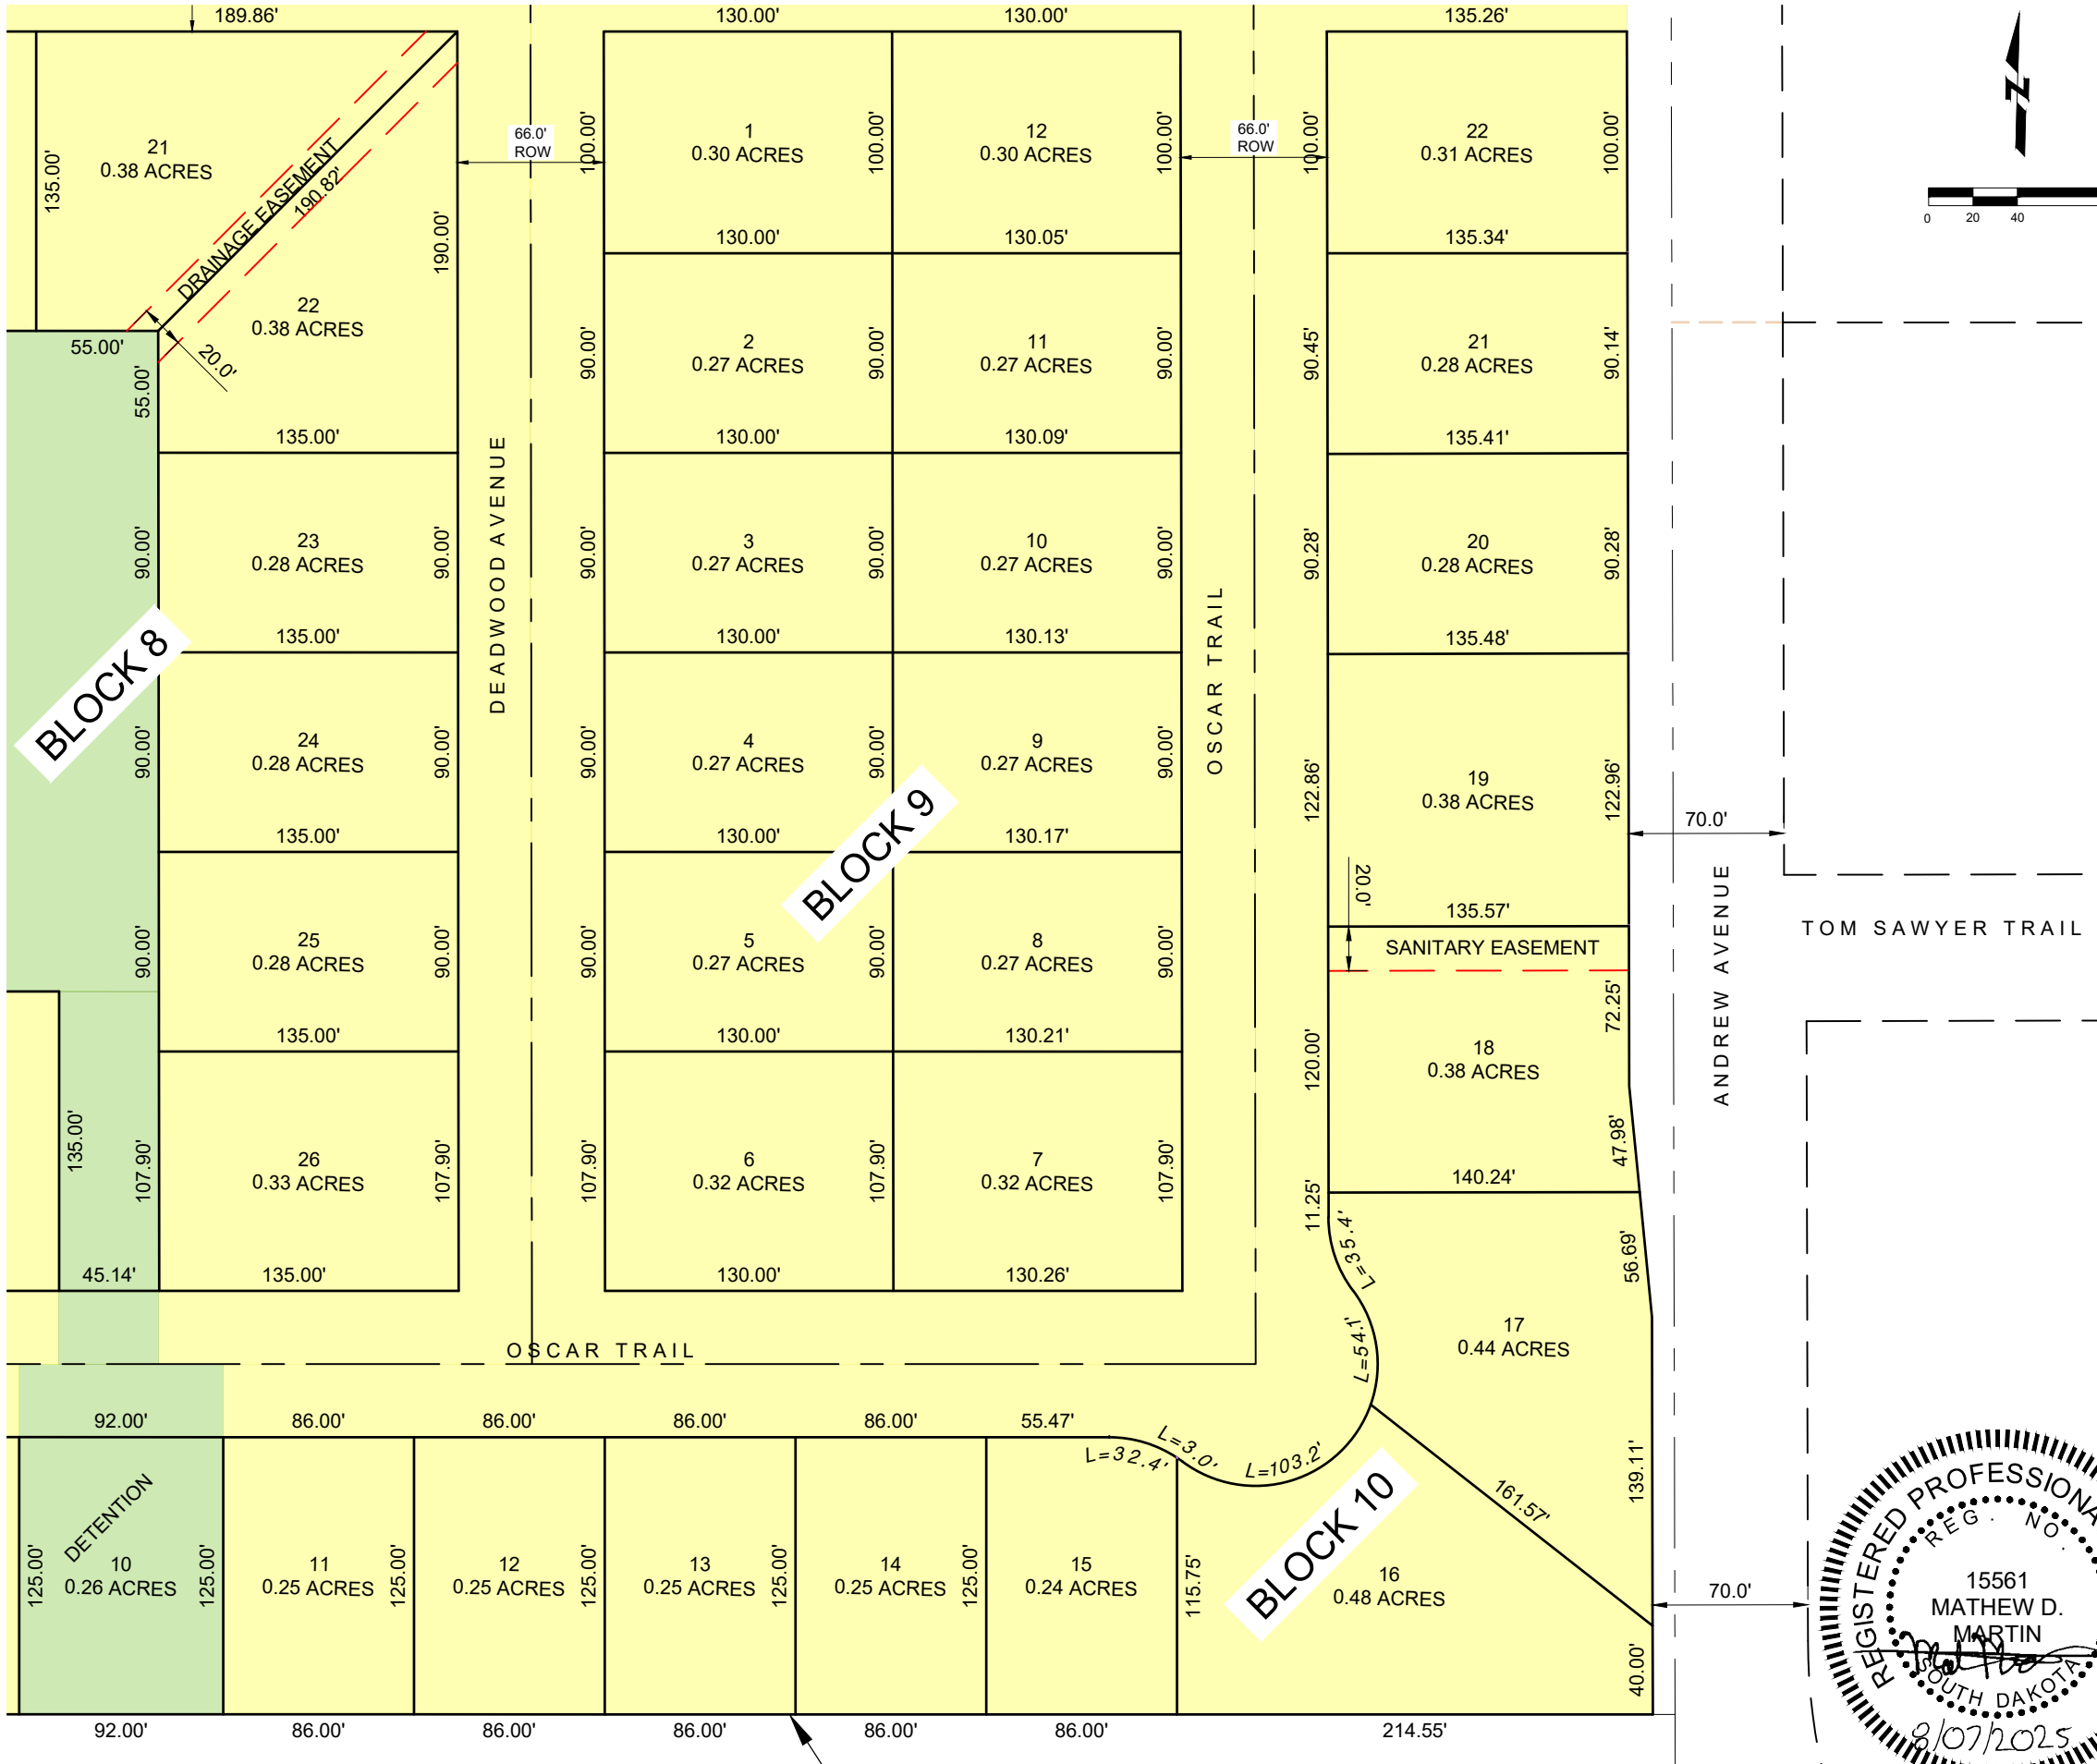 189.86'
130.00'
130.00'
135.26'
135.00'
21
0.38 ACRES
DRAINAGE EASEMENT
190.82'
190.00'
22
0.38 ACRES
55.00'
55.00'
20.0'
135.00'
66.0'
ROW
66.0'
ROW
100.00'
1
0.30 ACRES
100.00'
12
0.30 ACRES
100.00'
100.00'
22
0.31 ACRES
100.00'
130.00'
130.05'
135.34'
0 20 40
90.00'
2
0.27 ACRES
90.00'
11
0.27 ACRES
90.00'
90.45'
21
0.28 ACRES
90.14'
130.00'
130.09'
135.41'
DEADWOOD AVENUE
90.00'
23
0.28 ACRES
90.00'
90.00'
3
0.27 ACRES
90.00'
10
0.27 ACRES
90.00'
90.28'
20
0.28 ACRES
90.28'
135.00'
130.00'
130.13'
135.48'
BLOCK 8
OSCAR TRAIL
90.00'
24
0.28 ACRES
90.00'
90.00'
4
0.27 ACRES
90.00'
9
0.27 ACRES
90.00'
122.86'
19
0.38 ACRES
122.96'
70.0'
135.00'
130.00'
130.17'
BLOCK 9
20.0'
135.57'
ANDREW AVENUE
TOM SAWYER TRAIL
90.00'
25
0.28 ACRES
90.00'
90.00'
5
0.27 ACRES
90.00'
8
0.27 ACRES
90.00'
SANITARY EASEMENT
72.25'
135.00'
130.00'
130.21'
120.00'
18
0.38 ACRES
47.98'
140.24'
135.00'
107.90'
26
0.33 ACRES
107.90'
107.90'
6
0.32 ACRES
107.90'
7
0.32 ACRES
107.90'
11.25'
L=35.4'
56.69'
45.14'
135.00'
130.00'
130.26'
L=54.1'
17
0.44 ACRES
OSCAR TRAIL
92.00'
86.00'
86.00'
86.00'
86.00'
55.47'
L=32.4'
L=3.0'
L=103.2'
139.11'
161.57'
BLOCK 10
125.00'
DETENTION
10
0.26 ACRES
125.00'
11
0.25 ACRES
125.00'
12
0.25 ACRES
125.00'
13
0.25 ACRES
125.00'
14
0.25 ACRES
125.00'
15
0.24 ACRES
115.75'
16
0.48 ACRES
70.0'
40.00'
92.00'
86.00'
86.00'
86.00'
86.00'
86.00'
214.55'
REGISTERED PROFESSIONA
REG. NO.
15561
MATHEW D.
MARTIN
SOUTH DAKOTA
8/07/2025